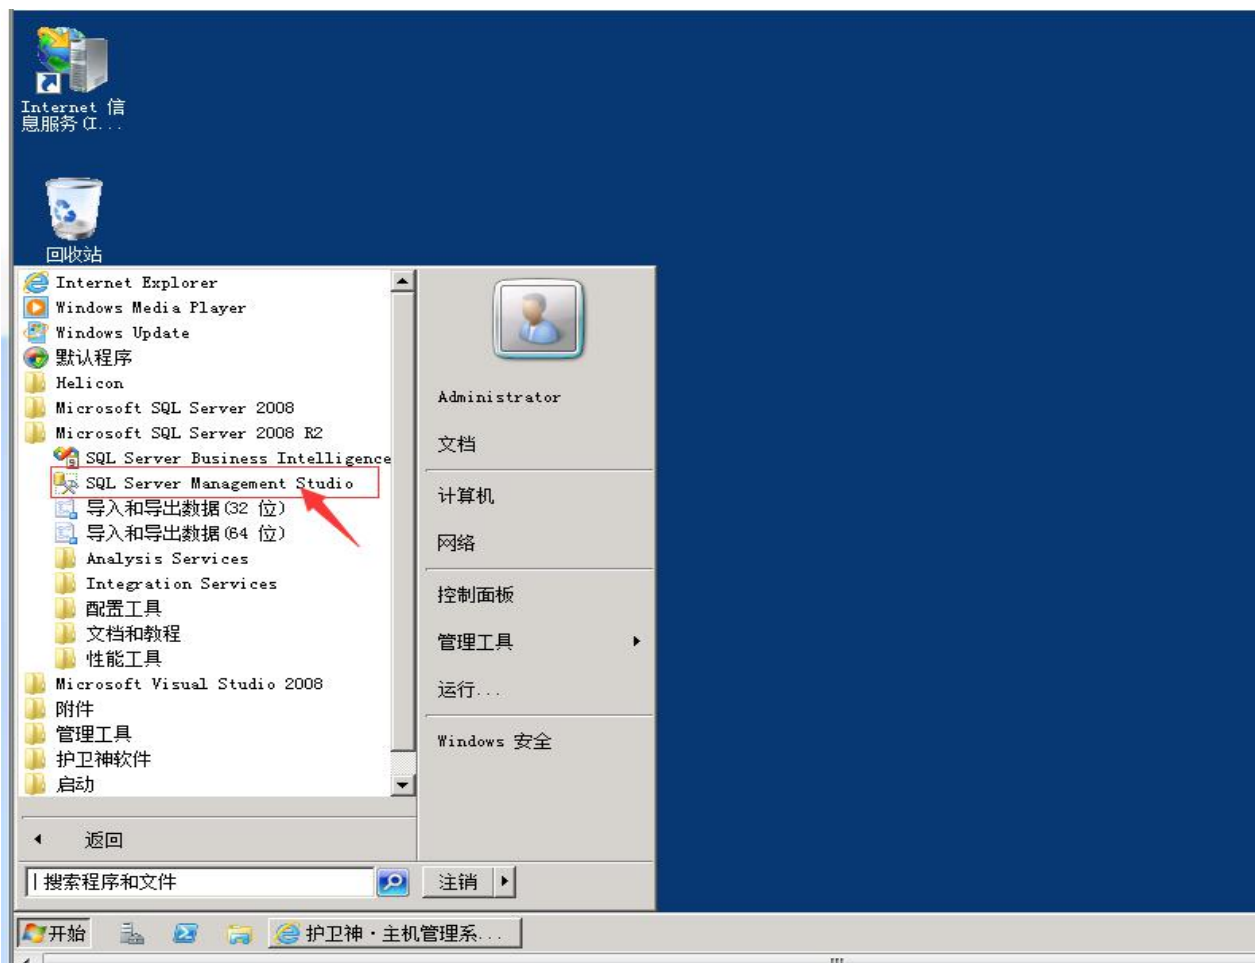 Internet 信
息服务(I...
回收站
Internet Explorer
Windows Media Player
Windows Update
默认程序
Helicon
Microsoft SQL Server 2008
Microsoft SQL Server 2008 R2
SQL Server Business Intelligence
SQL Server Management Studio
导入和导出数据(32 位)
导入和导出数据(64 位)
Analysis Services
Integration Services
配置工具
文档和教程
性能工具
Microsoft Visual Studio 2008
附件
管理工具
护卫神软件
启动
返回
搜索程序和文件
Administrator
文档
计算机
网络
控制面板
管理工具
运行...
Windows 安全
注销
开始
护卫神·主机管理系...